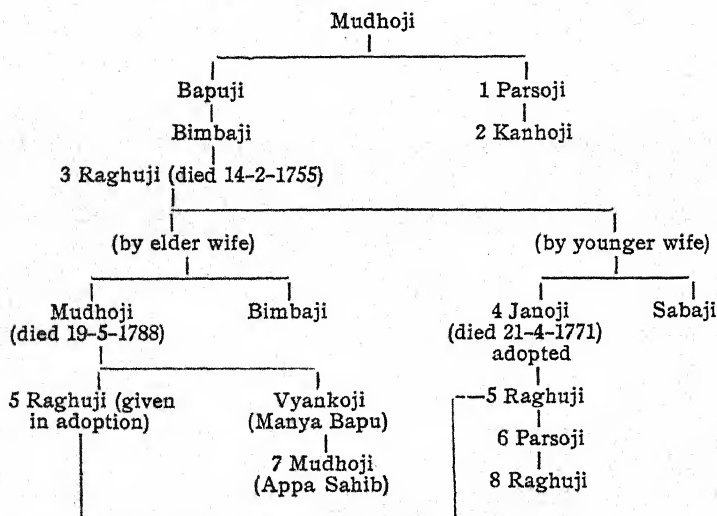 Mudhoji
Bapuji 1 Parsoji
Bimbaji 2 Kanhoji
3 Raghuji (died 14-2-1755)
(by elder wife) (by younger wife)
Mudhoji Bimbaji 4 Janoji Sabaji
(died 19-5-1788) (died 21-4-1771)
adopted
5 Raghuji (given Vyankoji 5 Raghuji
in adoption) (Manya Bapu)
6 Parsoji
7 Mudhoji
(Appa Sahib) 8 Raghuji